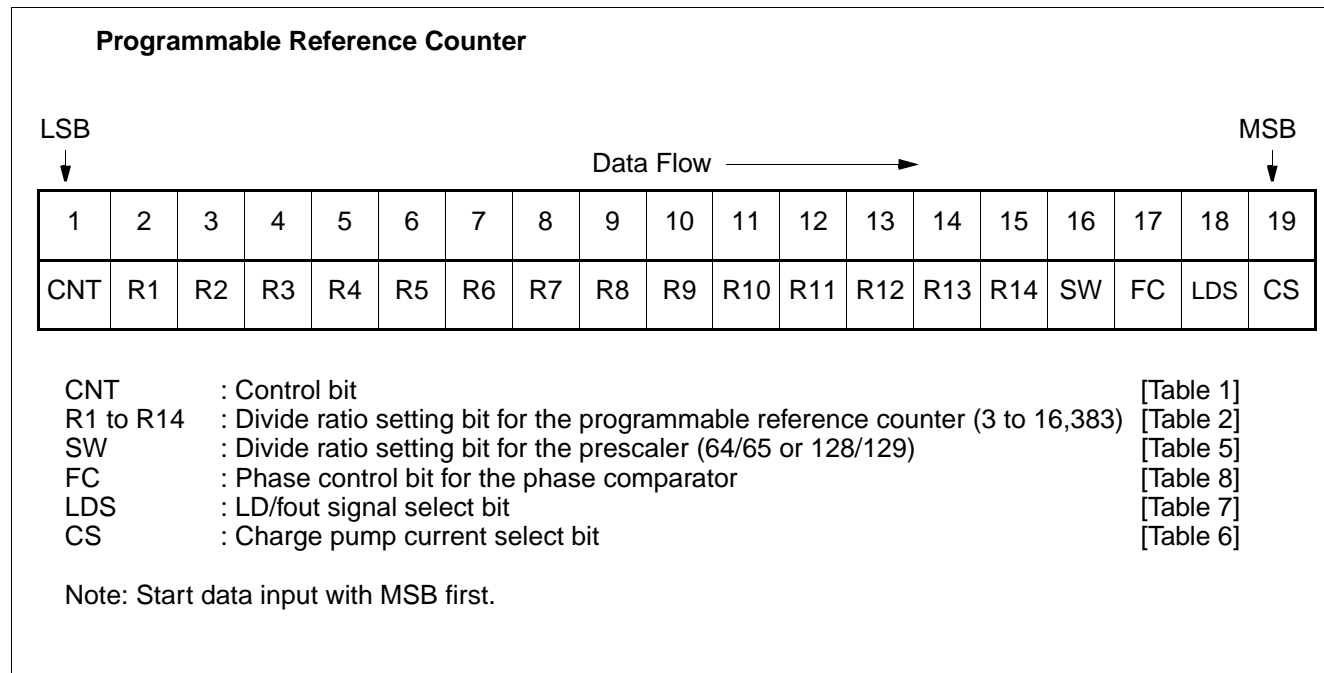 Programmable Reference Counter
LSB MSB
Data Flow
1 2 3 4 5 6 7 8 9 10 11 12 13 14 15 16 17 18 19
CNT R1 R2 R3 R4 R5 R6 R7 R8 R9 R10 R11 R12 R13 R14 SW FC LDS CS
CNT : Control bit [Table 1]
R1 to R14 : Divide ratio setting bit for the programmable reference counter (3 to 16,383) [Table 2]
SW : Divide ratio setting bit for the prescaler (64/65 or 128/129) [Table 5]
FC : Phase control bit for the phase comparator [Table 8]
LDS : LD/fout signal select bit [Table 7]
CS : Charge pump current select bit [Table 6]
Note: Start data input with MSB first.